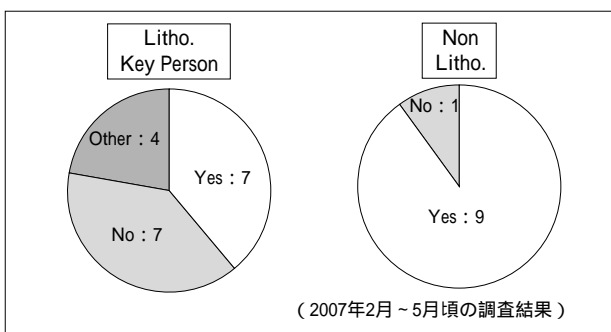 Litho.
Key Person
Other：4
Yes：7
No：7
Non
Litho.
No：1
Yes：9
（2007年2月～5月頃の調査結果）